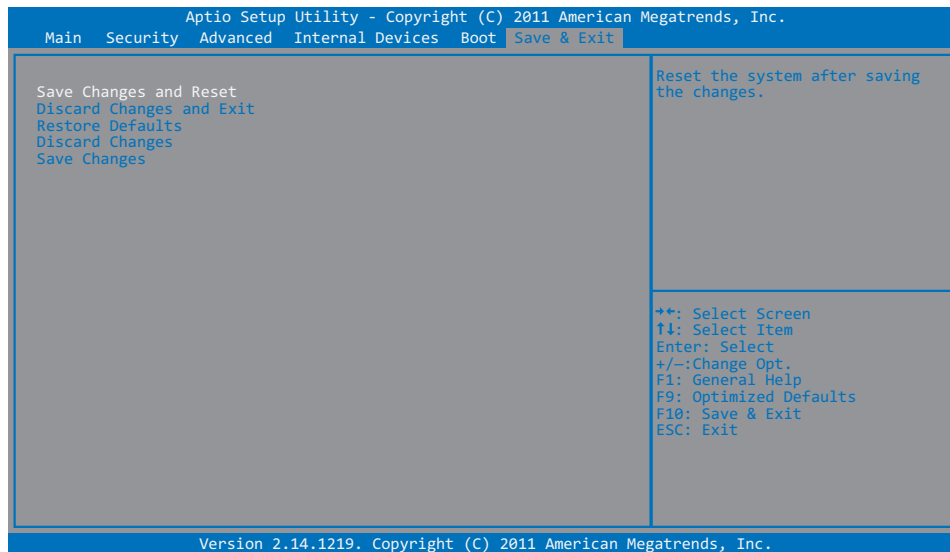 Aptio Setup Utility - Copyright (C) 2011 American Megatrends, Inc.
Main Security Advanced Internal Devices Boot Save & Exit
Save Changes and Reset
Discard Changes and Exit
Restore Defaults
Discard Changes
Save Changes
Reset the system after saving
the changes.
→←: Select Screen
↑↓: Select Item
Enter: Select
+/—:Change Opt.
F1: General Help
F9: Optimized Defaults
F10: Save & Exit
ESC: Exit
Version 2.14.1219. Copyright (C) 2011 American Megatrends, Inc.